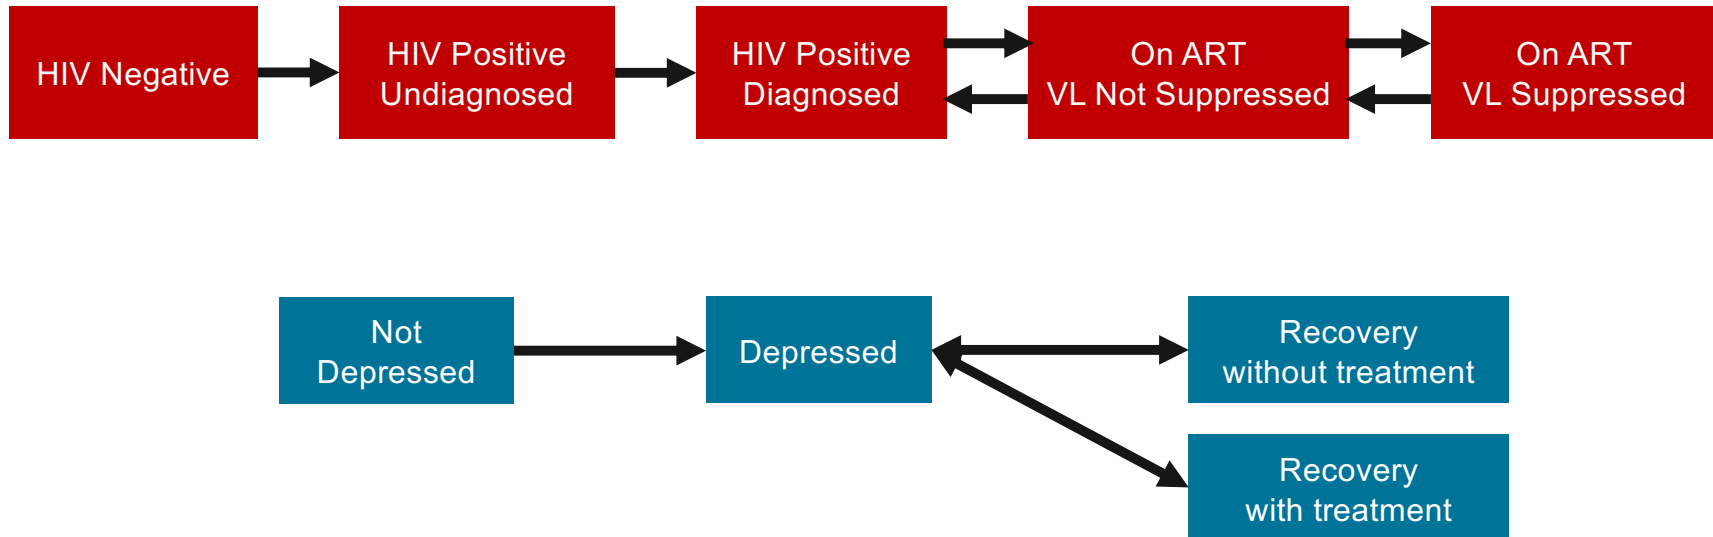 HIV Negative
HIV Positive
Undiagnosed
HIV Positive
Diagnosed
On ART
VL Not Suppressed
On ART
VL Suppressed
Not
Depressed
Depressed
Recovery
without treatment
Recovery
with treatment